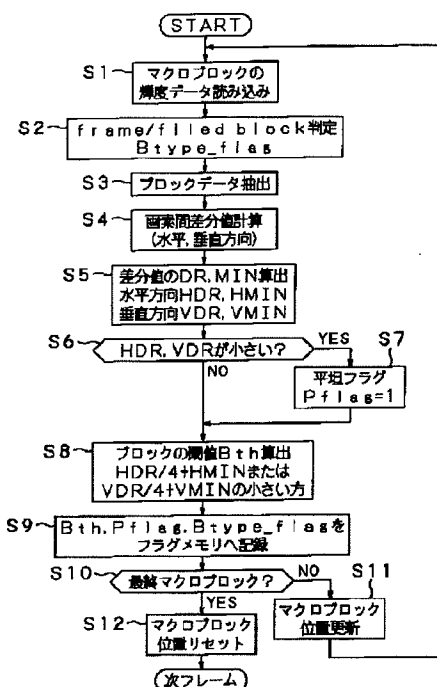 START
S1
マクロブロックの
輝度データ読み込み
S2
frame/filed block判定
Btype_flag
S3
ブロックデータ抽出
S4
画素間差分値計算
(水平,垂直方向)
S5
差分値のDR,MIN算出
水平方向HDR,HMIN
垂直方向VDR,VMIN
S6
HDR,VDRが小さい?
YES
S7
平坦フラグ
Pflag=1
NO
S8
ブロックの閾値Bth算出
HDR/4+HMINまたは
VDR/4+VMINの小さい方
S9
Bth.Pflag.Btype_flagを
フラグメモリへ記録
S10
最終マクロブロック?
NO
S11
マクロブロック
位置更新
YES
S12
マクロブロック
位置リセット
次フレーム